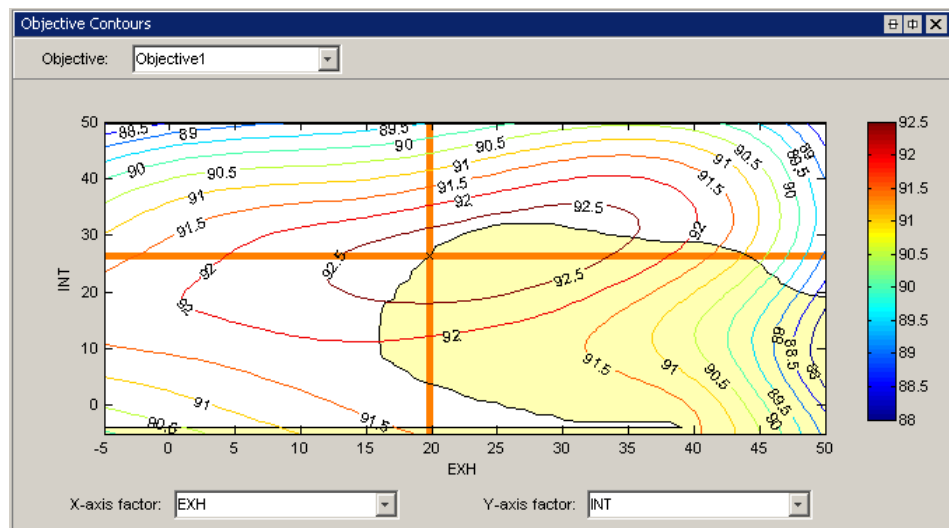 Objective Contours
Objective: Objective1
50
40
30
20
10
0
INT
-5 0 5 10 15 20 25 30 35 40 45 50
EXH
88.5 89 89.5 90 90.5
90 90.5 91 91
91 91.5 91.5 89.5
91.5 92 92.5 92 90
92 92.5 92.5
92 92 88
91.5 91 88.5
91 90.5 88
90.5 91.5 89.5
90
92.5
92
91.5
91
90.5
90
89.5
89
88.5
88
X-axis factor: EXH Y-axis factor: INT